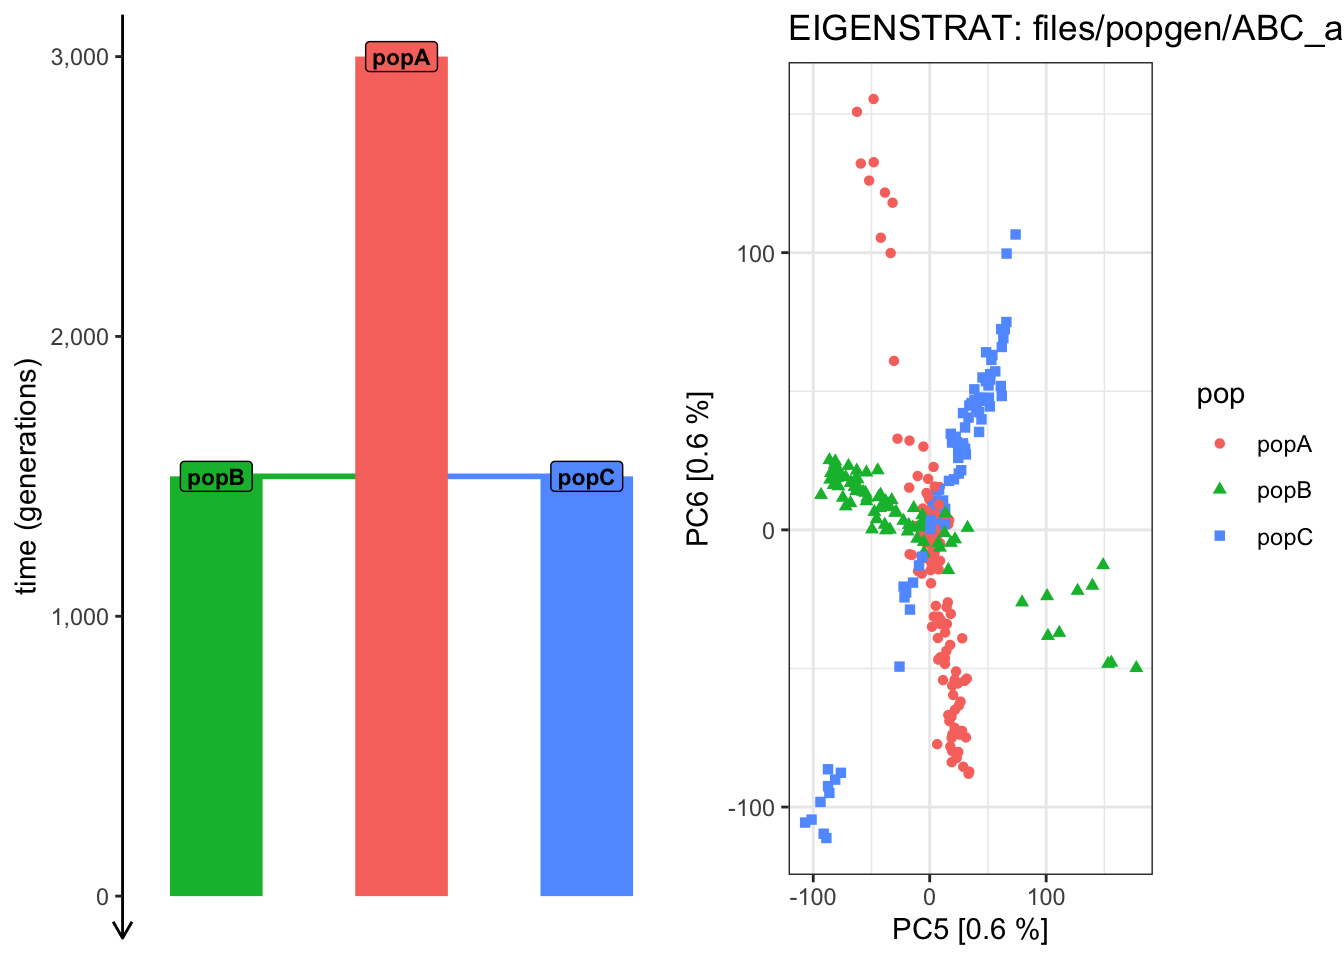 time (generations)
3,000
2,000
1,000
0
popA
popB
popC
EIGENSTRAT: files/popgen/ABC_a
PC6 [0.6 %]
100
0
-100
-100
0
100
PC5 [0.6 %]
pop
popA
popB
popC